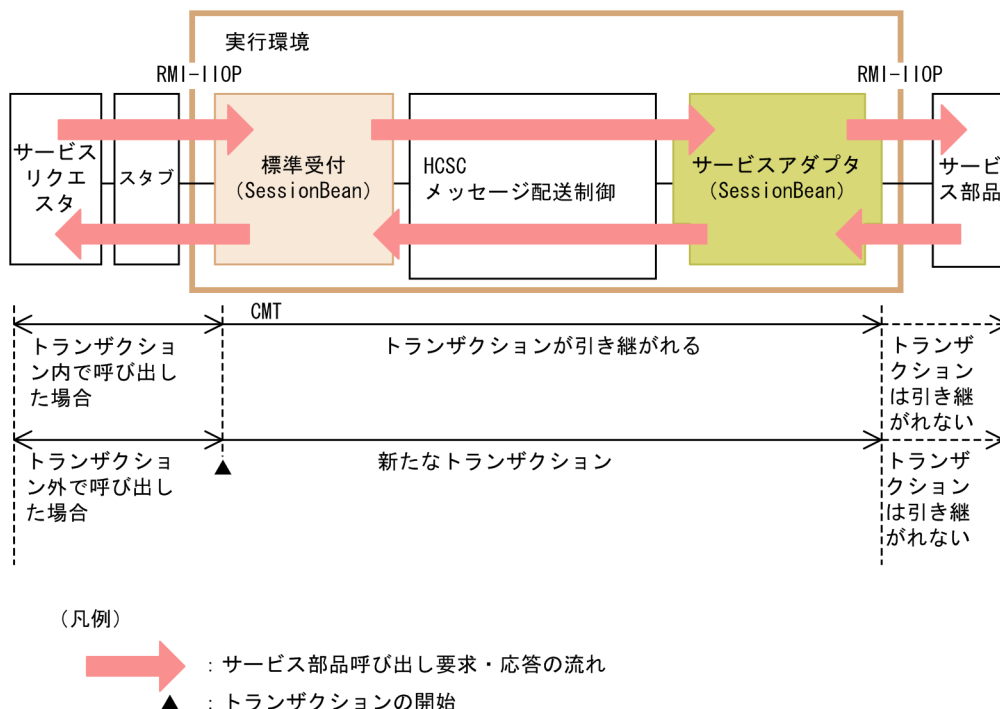 実行環境
RMI-IIOP
RMI-IIOP
サービス
リクエ
スタ
スタブ
標準受付
(SessionBean)
HCSC
メッセージ配送制御
サービスアダプタ
(SessionBean)
サービ
ス部品
CMT
トランザクショ
ン内で呼び出し
た場合
トランザクションが引き継がれる
トランザ
クション
は引き継
がれない
トランザクショ
ン外で呼び出し
た場合
新たなトランザクション
トランザ
クション
は引き継
がれない
(凡例)
：サービス部品呼び出し要求・応答の流れ
：トランザクションの開始